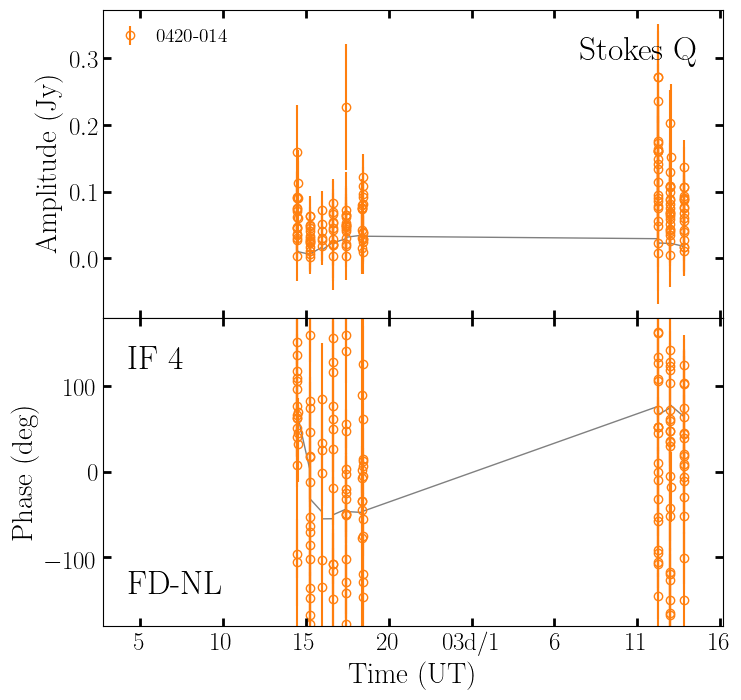 0420-014
Stokes Q
Amplitude (Jy)
0.3
0.2
0.1
0.0
IF 4
FD-NL
Phase (deg)
100
0
−100
5 10 15 20 03d/1 6 11 16
Time (UT)